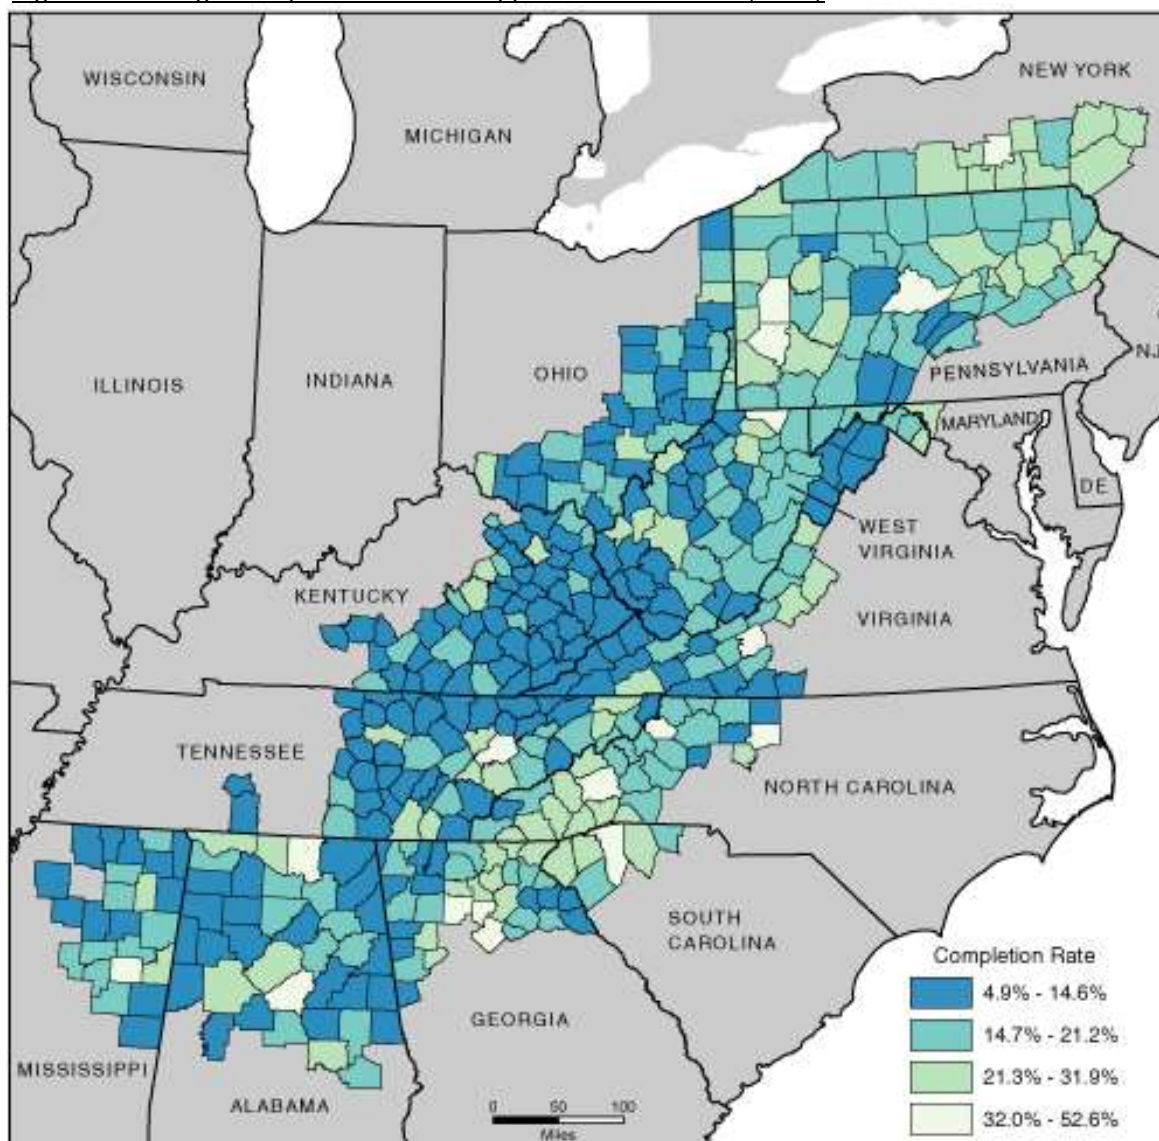 WISCONSIN
NEW YORK
MICHIGAN
ILLINOIS
INDIANA
OHIO
PENNSYLVANIA
NJ
MARYLAND
DE
WEST
VIRGINIA
KENTUCKY
VIRGINIA
TENNESSEE
NORTH CAROLINA
SOUTH
CAROLINA
GEORGIA
MISSISSIPPI
ALABAMA
0 50 100
Miles
Completion Rate
4.9% - 14.6%
14.7% - 21.2%
21.3% - 31.9%
32.0% - 52.6%